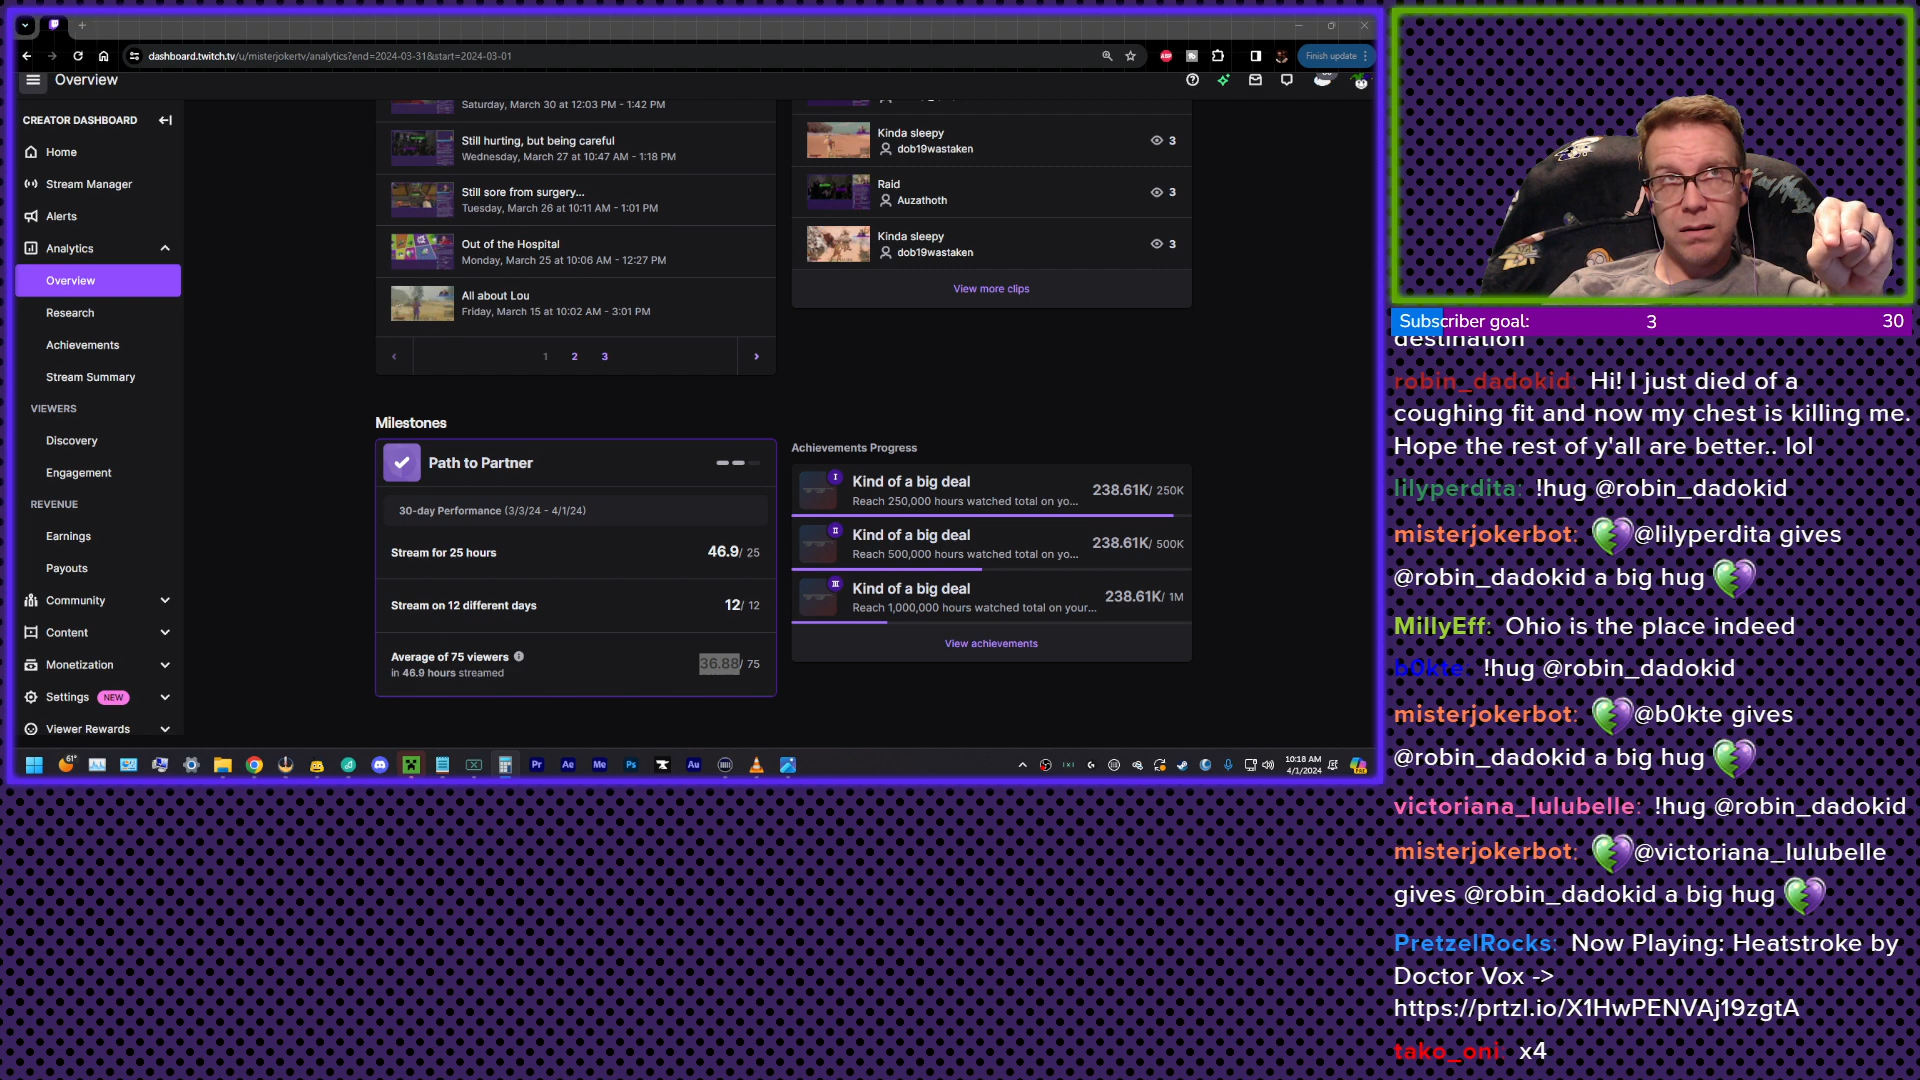 dashboard.twitch.tv/u/misterjokertv/analytics?end=2024-03-31&start=2024-03-01
Finish update
Overview
CREATOR DASHBOARD
Home
Stream Manager
Alerts
Analytics
Overview
Research
Achievements
Stream Summary
VIEWERS
Discovery
Engagement
REVENUE
Earnings
Payouts
Community
Content
Monetization
Settings NEW
Viewer Rewards
Saturday, March 30 at 12:03 PM - 1:42 PM
Still hurting, but being careful
Wednesday, March 27 at 10:47 AM - 1:18 PM
Still sore from surgery...
Tuesday, March 26 at 10:11 AM - 1:01 PM
Out of the Hospital
Monday, March 25 at 10:06 AM - 12:27 PM
All about Lou
Friday, March 15 at 10:02 AM - 3:01 PM
1 2 3
Kinda sleepy
dob19wastaken
3
Raid
Auzathoth
3
Kinda sleepy
dob19wastaken
3
View more clips
Milestones
Path to Partner
30-day Performance (3/3/24 - 4/1/24)
Stream for 25 hours 46.9/ 25
Stream on 12 different days 12/ 12
Average of 75 viewers 36.88/ 75
in 46.9 hours streamed
Achievements Progress
I
Kind of a big deal
Reach 250,000 hours watched total on yo...
238.61K/ 250K
II
Kind of a big deal
Reach 500,000 hours watched total on yo...
238.61K/ 500K
III
Kind of a big deal
Reach 1,000,000 hours watched total on your...
238.61K/ 1M
View achievements
61°
Pr Ae Me Ps Au
10:18 AM
4/1/2024
Subscriber goal: 3 30
destination
robin_dadokid: Hi! I just died of a
coughing fit and now my chest is killing me.
Hope the rest of y'all are better.. lol
lilyperdita: !hug @robin_dadokid
misterjokerbot: @lilyperdita gives
@robin_dadokid a big hug
MillyEff: Ohio is the place indeed
b0kte: !hug @robin_dadokid
misterjokerbot: @b0kte gives
@robin_dadokid a big hug
victoriana_lulubelle: !hug @robin_dadokid
misterjokerbot: @victoriana_lulubelle
gives @robin_dadokid a big hug
PretzelRocks: Now Playing: Heatstroke by
Doctor Vox ->
https://prtzl.io/X1HwPENVAj19zgtA
tako_oni: x4